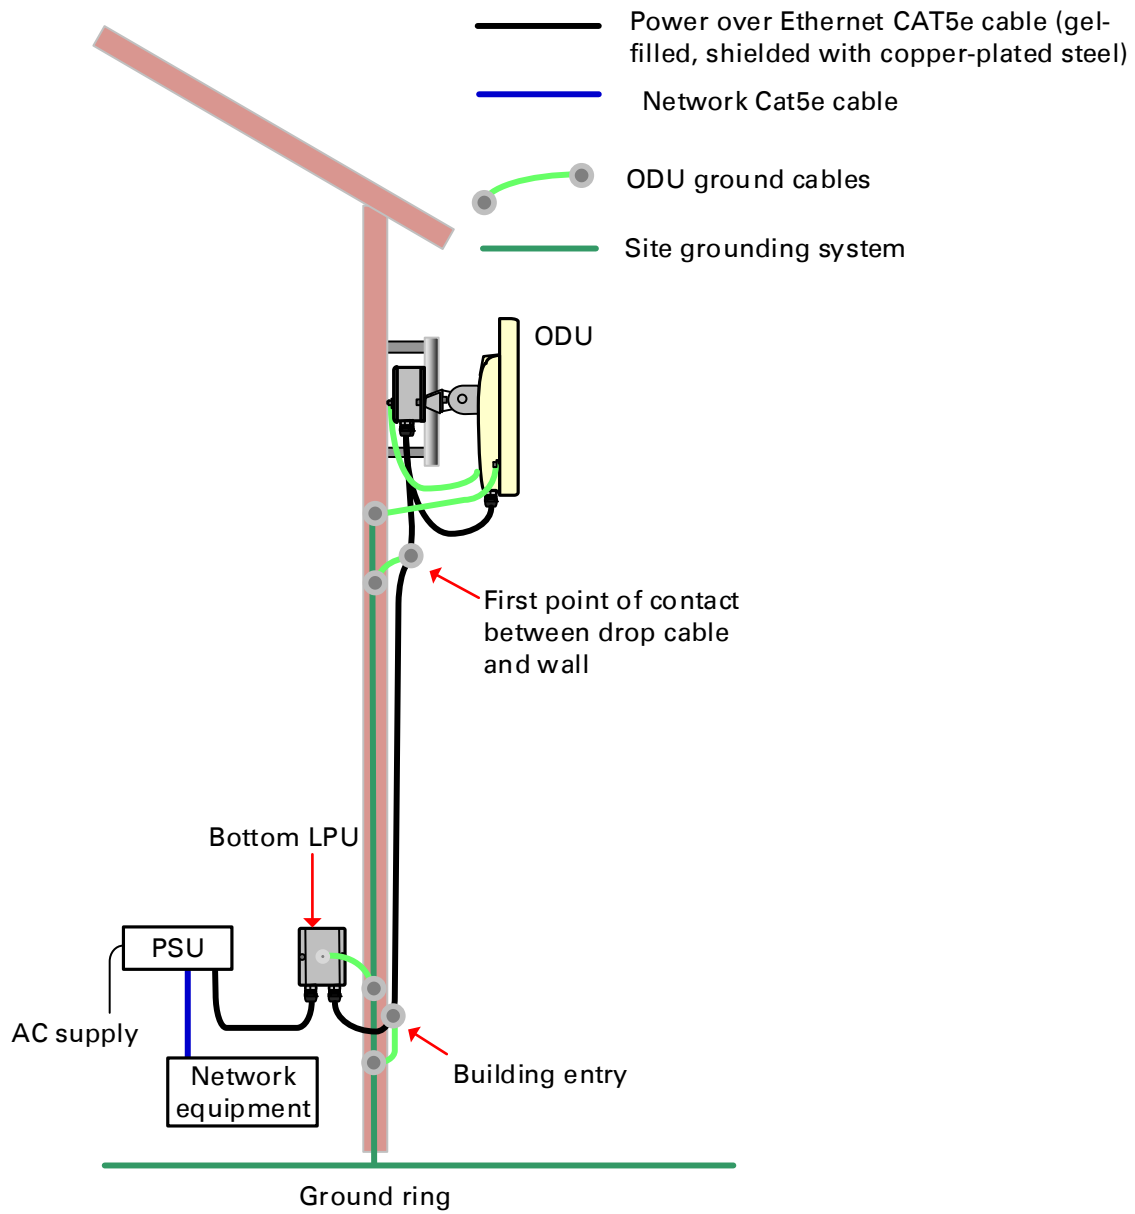 Power over Ethernet CAT5e cable (gel-
filled, shielded with copper-plated steel)
Network Cat5e cable
ODU ground cables
Site grounding system
ODU
First point of contact
between drop cable
and wall
Bottom LPU
PSU
AC supply
Network
equipment
Building entry
Ground ring